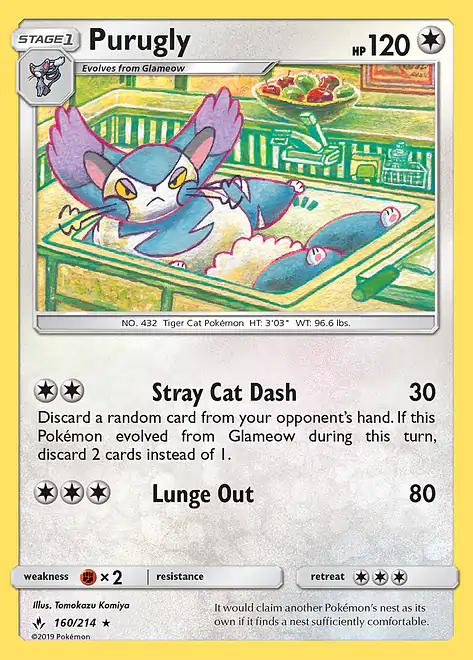 STAGE 1
Purugly
HP 120
Evolves from Glameow
NO. 432 Tiger Cat Pokémon HT: 3'03" WT: 96.6 lbs.
Stray Cat Dash 30
Discard a random card from your opponent's hand. If this
Pokémon evolved from Glameow during this turn,
discard 2 cards instead of 1.
Lunge Out 80
weakness ×2 resistance retreat
Illus. Tomokazu Komiya
160/214 ★
©2019 Pokémon
It would claim another Pokémon's nest as its
own if it finds a nest sufficiently comfortable.